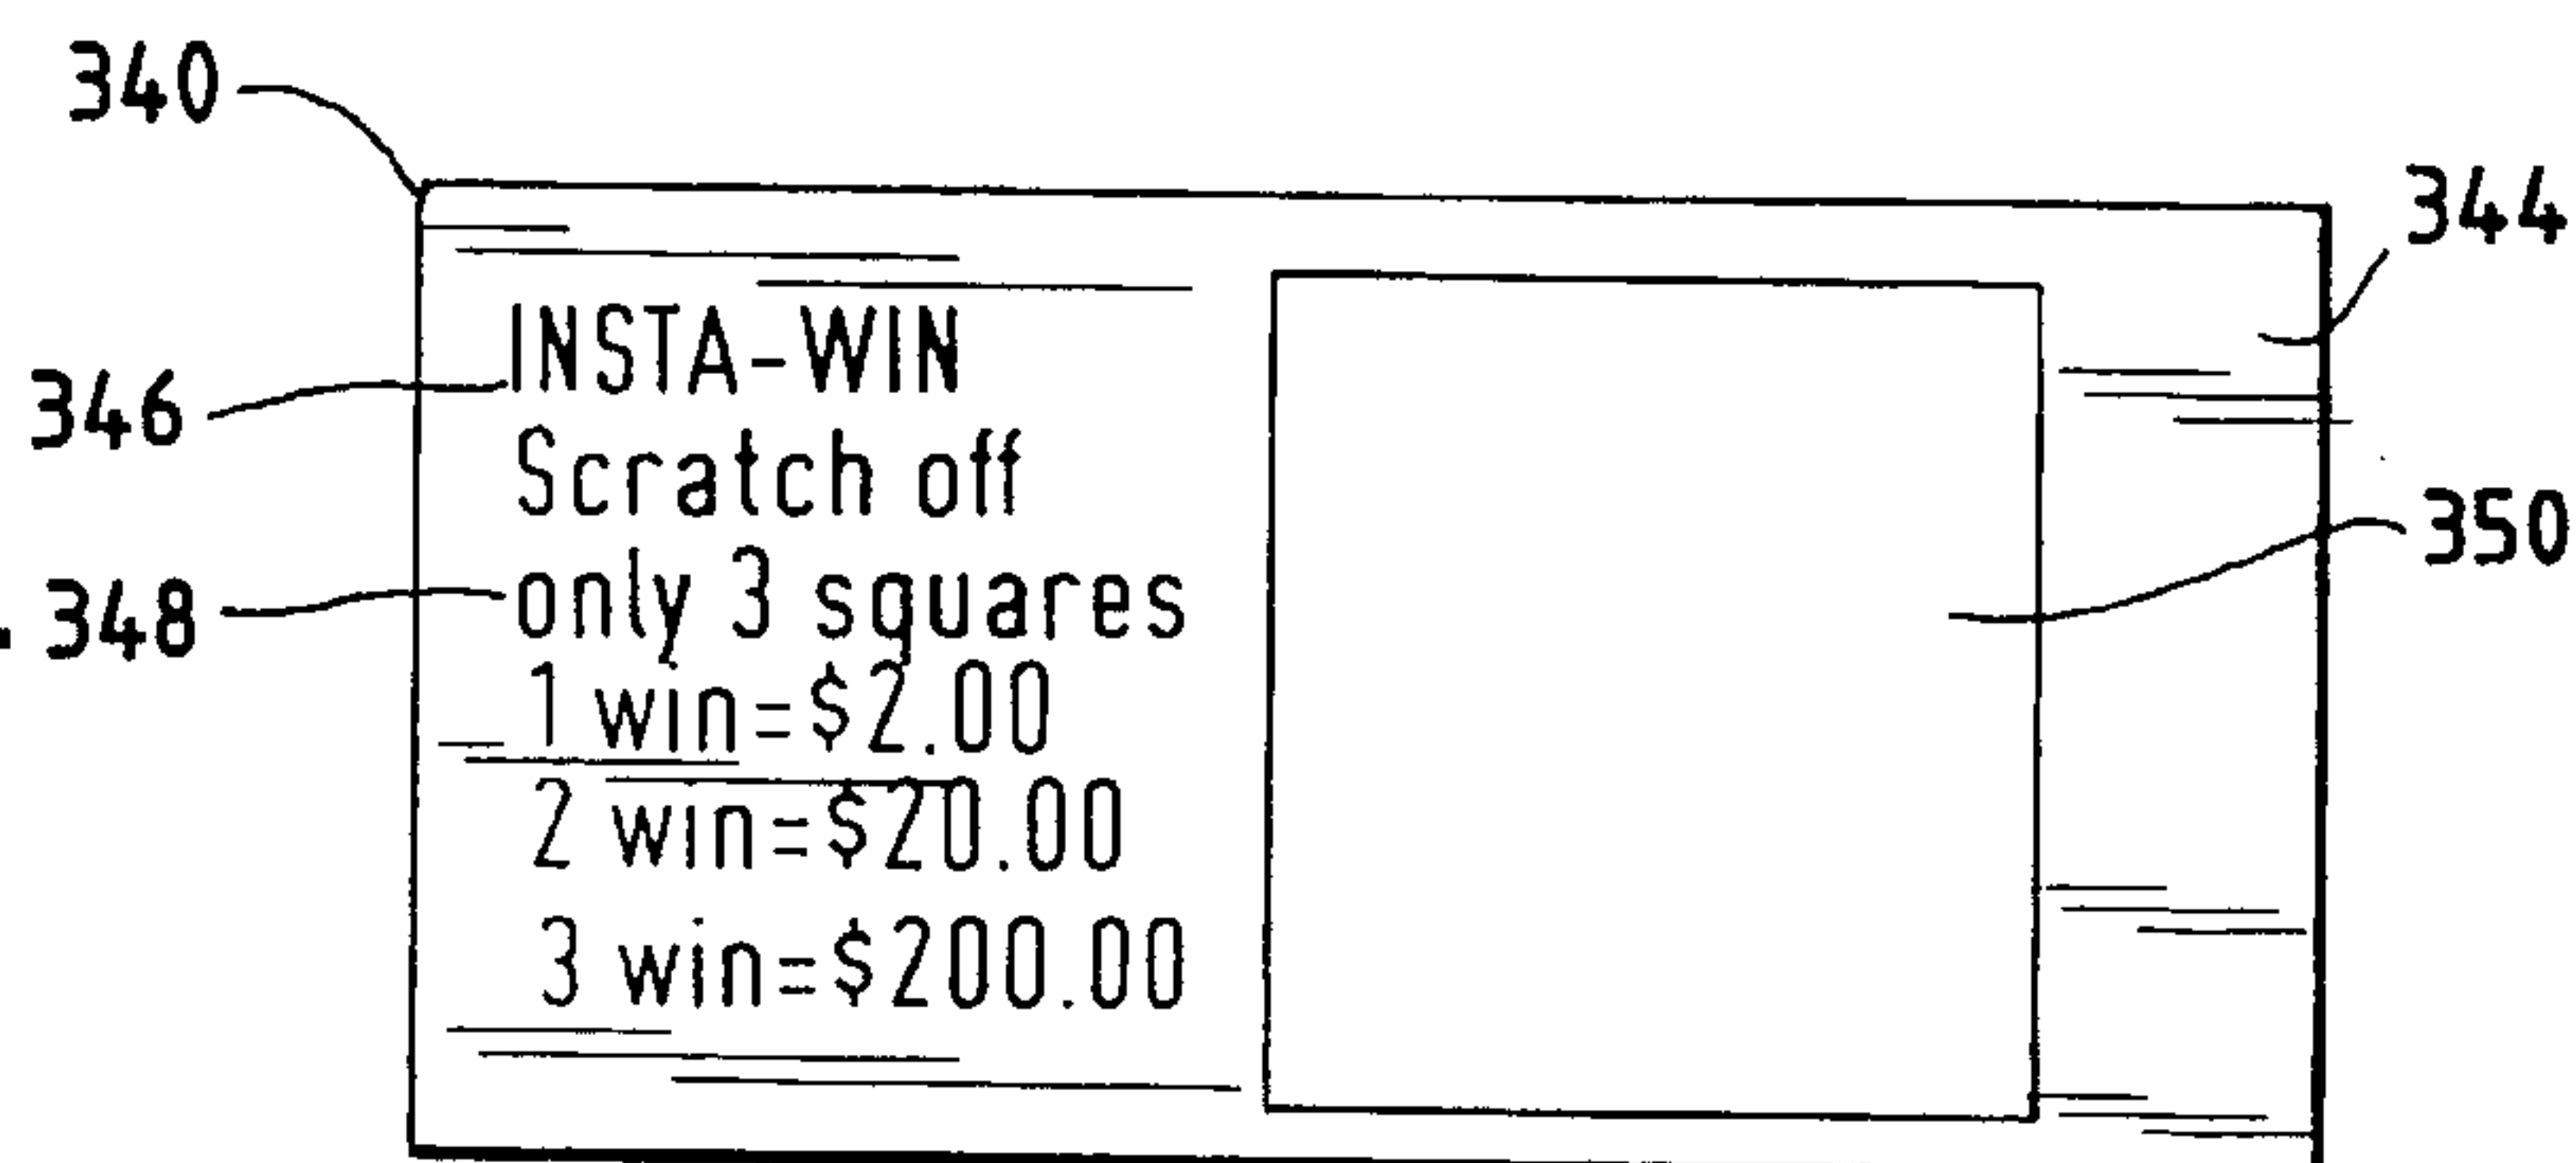 340
344
INSTA-WIN
346
Scratch off
350
348
only 3 squares
1 win=$2.00
2 win=$20.00
3 win=$200.00